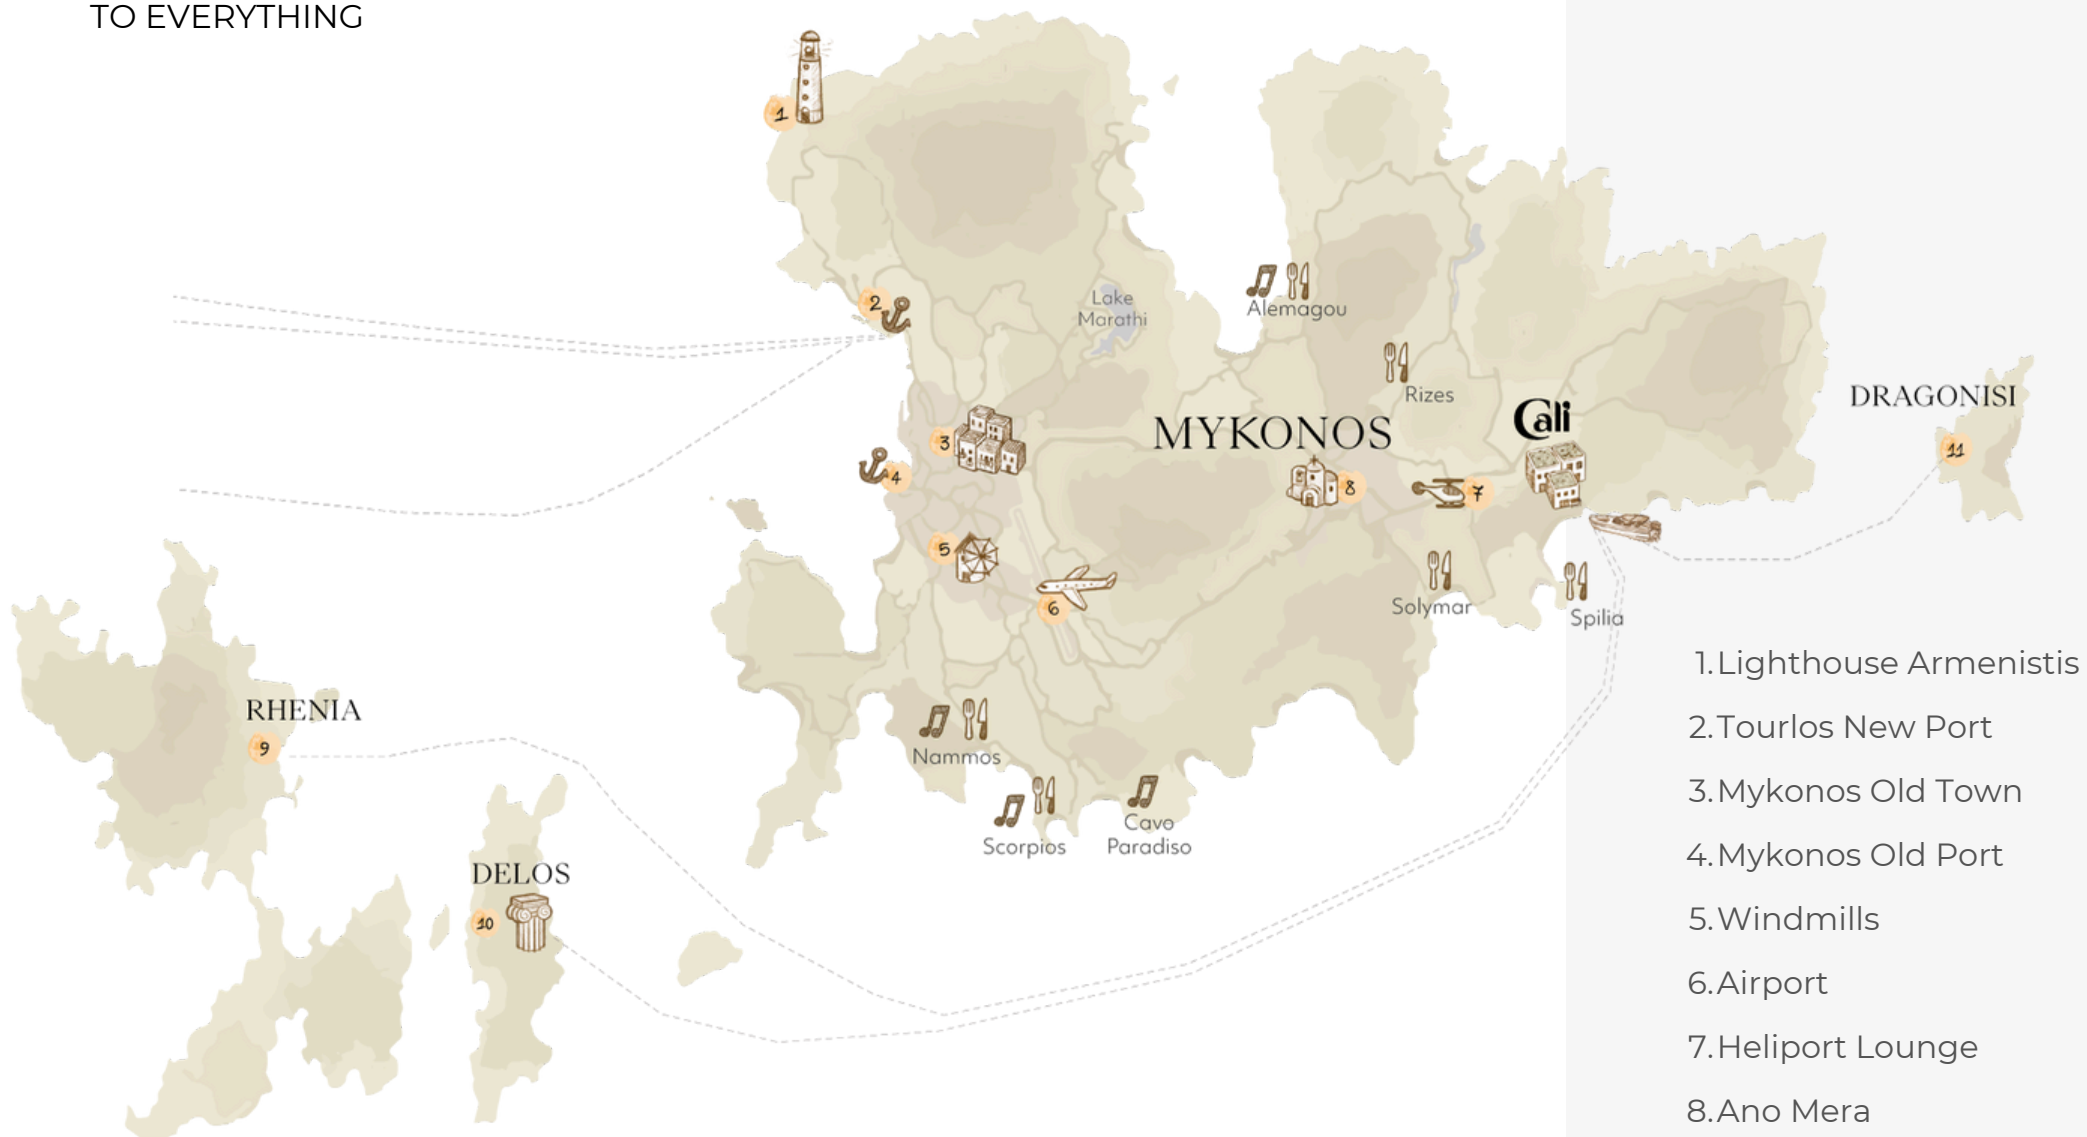 TO EVERYTHING
1
2
Lake
Marathi
Alemagou
Rizes
DRAGONISI
Cali
MYKONOS
3
4
8
7
11
5
6
Solymar
Spilia
RHENIA
9
Nammos
Scorpios
Cavo
Paradiso
DELOS
10
1.Lighthouse Armenistis
2.Tourlos New Port
3.Mykonos Old Town
4.Mykonos Old Port
5.Windmills
6.Airport
7.Heliport Lounge
8.Ano Mera